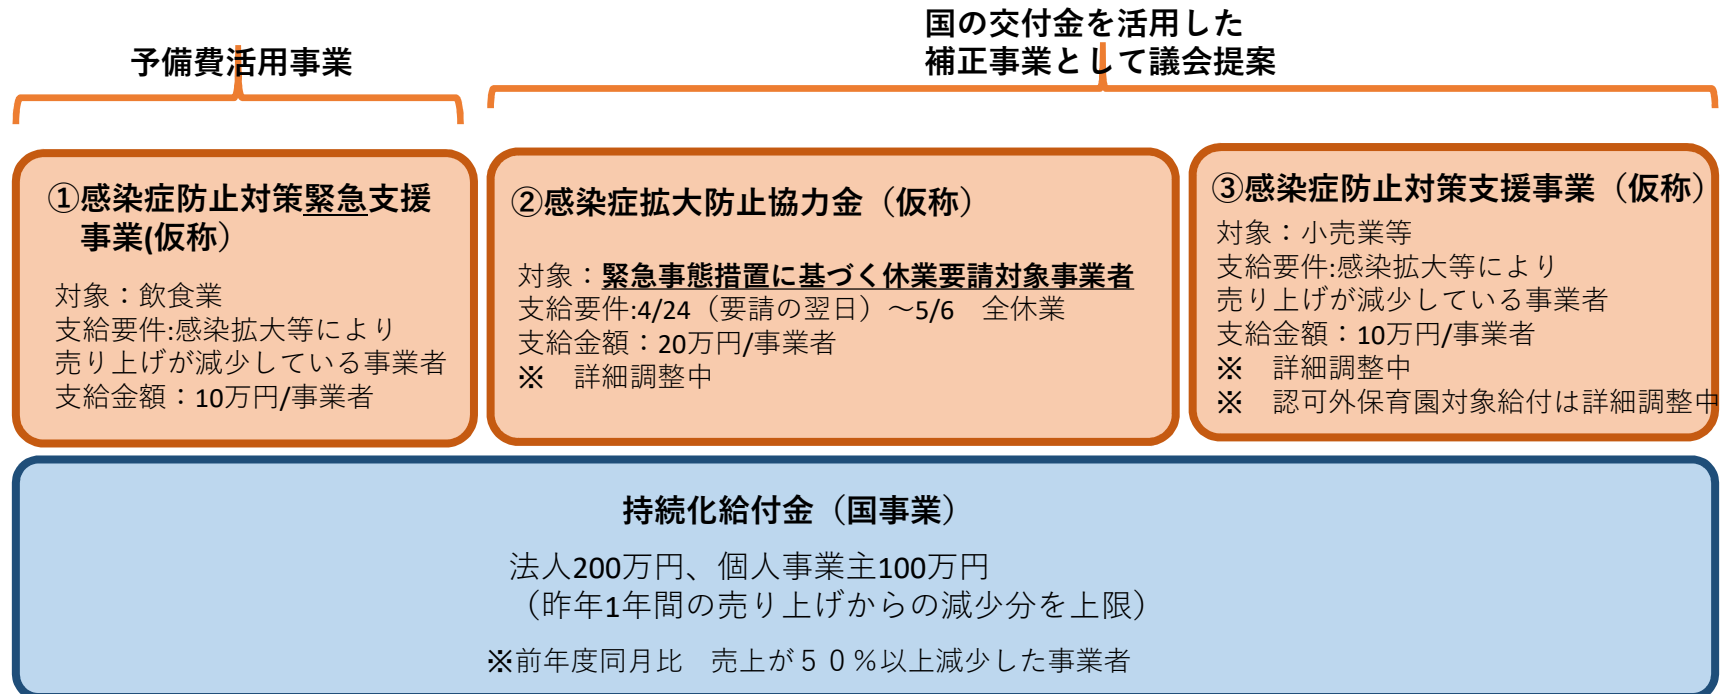 予備費活用事業
国の交付金を活用した
補正事業として議会提案
①感染症防止対策緊急支援
事業(仮称）
対象：飲食業
支給要件:感染拡大等により
売り上げが減少している事業者
支給金額：10万円/事業者
②感染症拡大防止協力金（仮称）
対象：緊急事態措置に基づく休業要請対象事業者
支給要件:4/24（要請の翌日）～5/6　全休業
支給金額：20万円/事業者
※　詳細調整中
③感染症防止対策支援事業（仮称）
対象：小売業等
支給要件:感染拡大等により
売り上げが減少している事業者
支給金額：10万円/事業者
※　詳細調整中
※　認可外保育園対象給付は詳細調整中
持続化給付金（国事業）
法人200万円、個人事業主100万円
（昨年1年間の売り上げからの減少分を上限）
※前年度同月比　売上が５０％以上減少した事業者